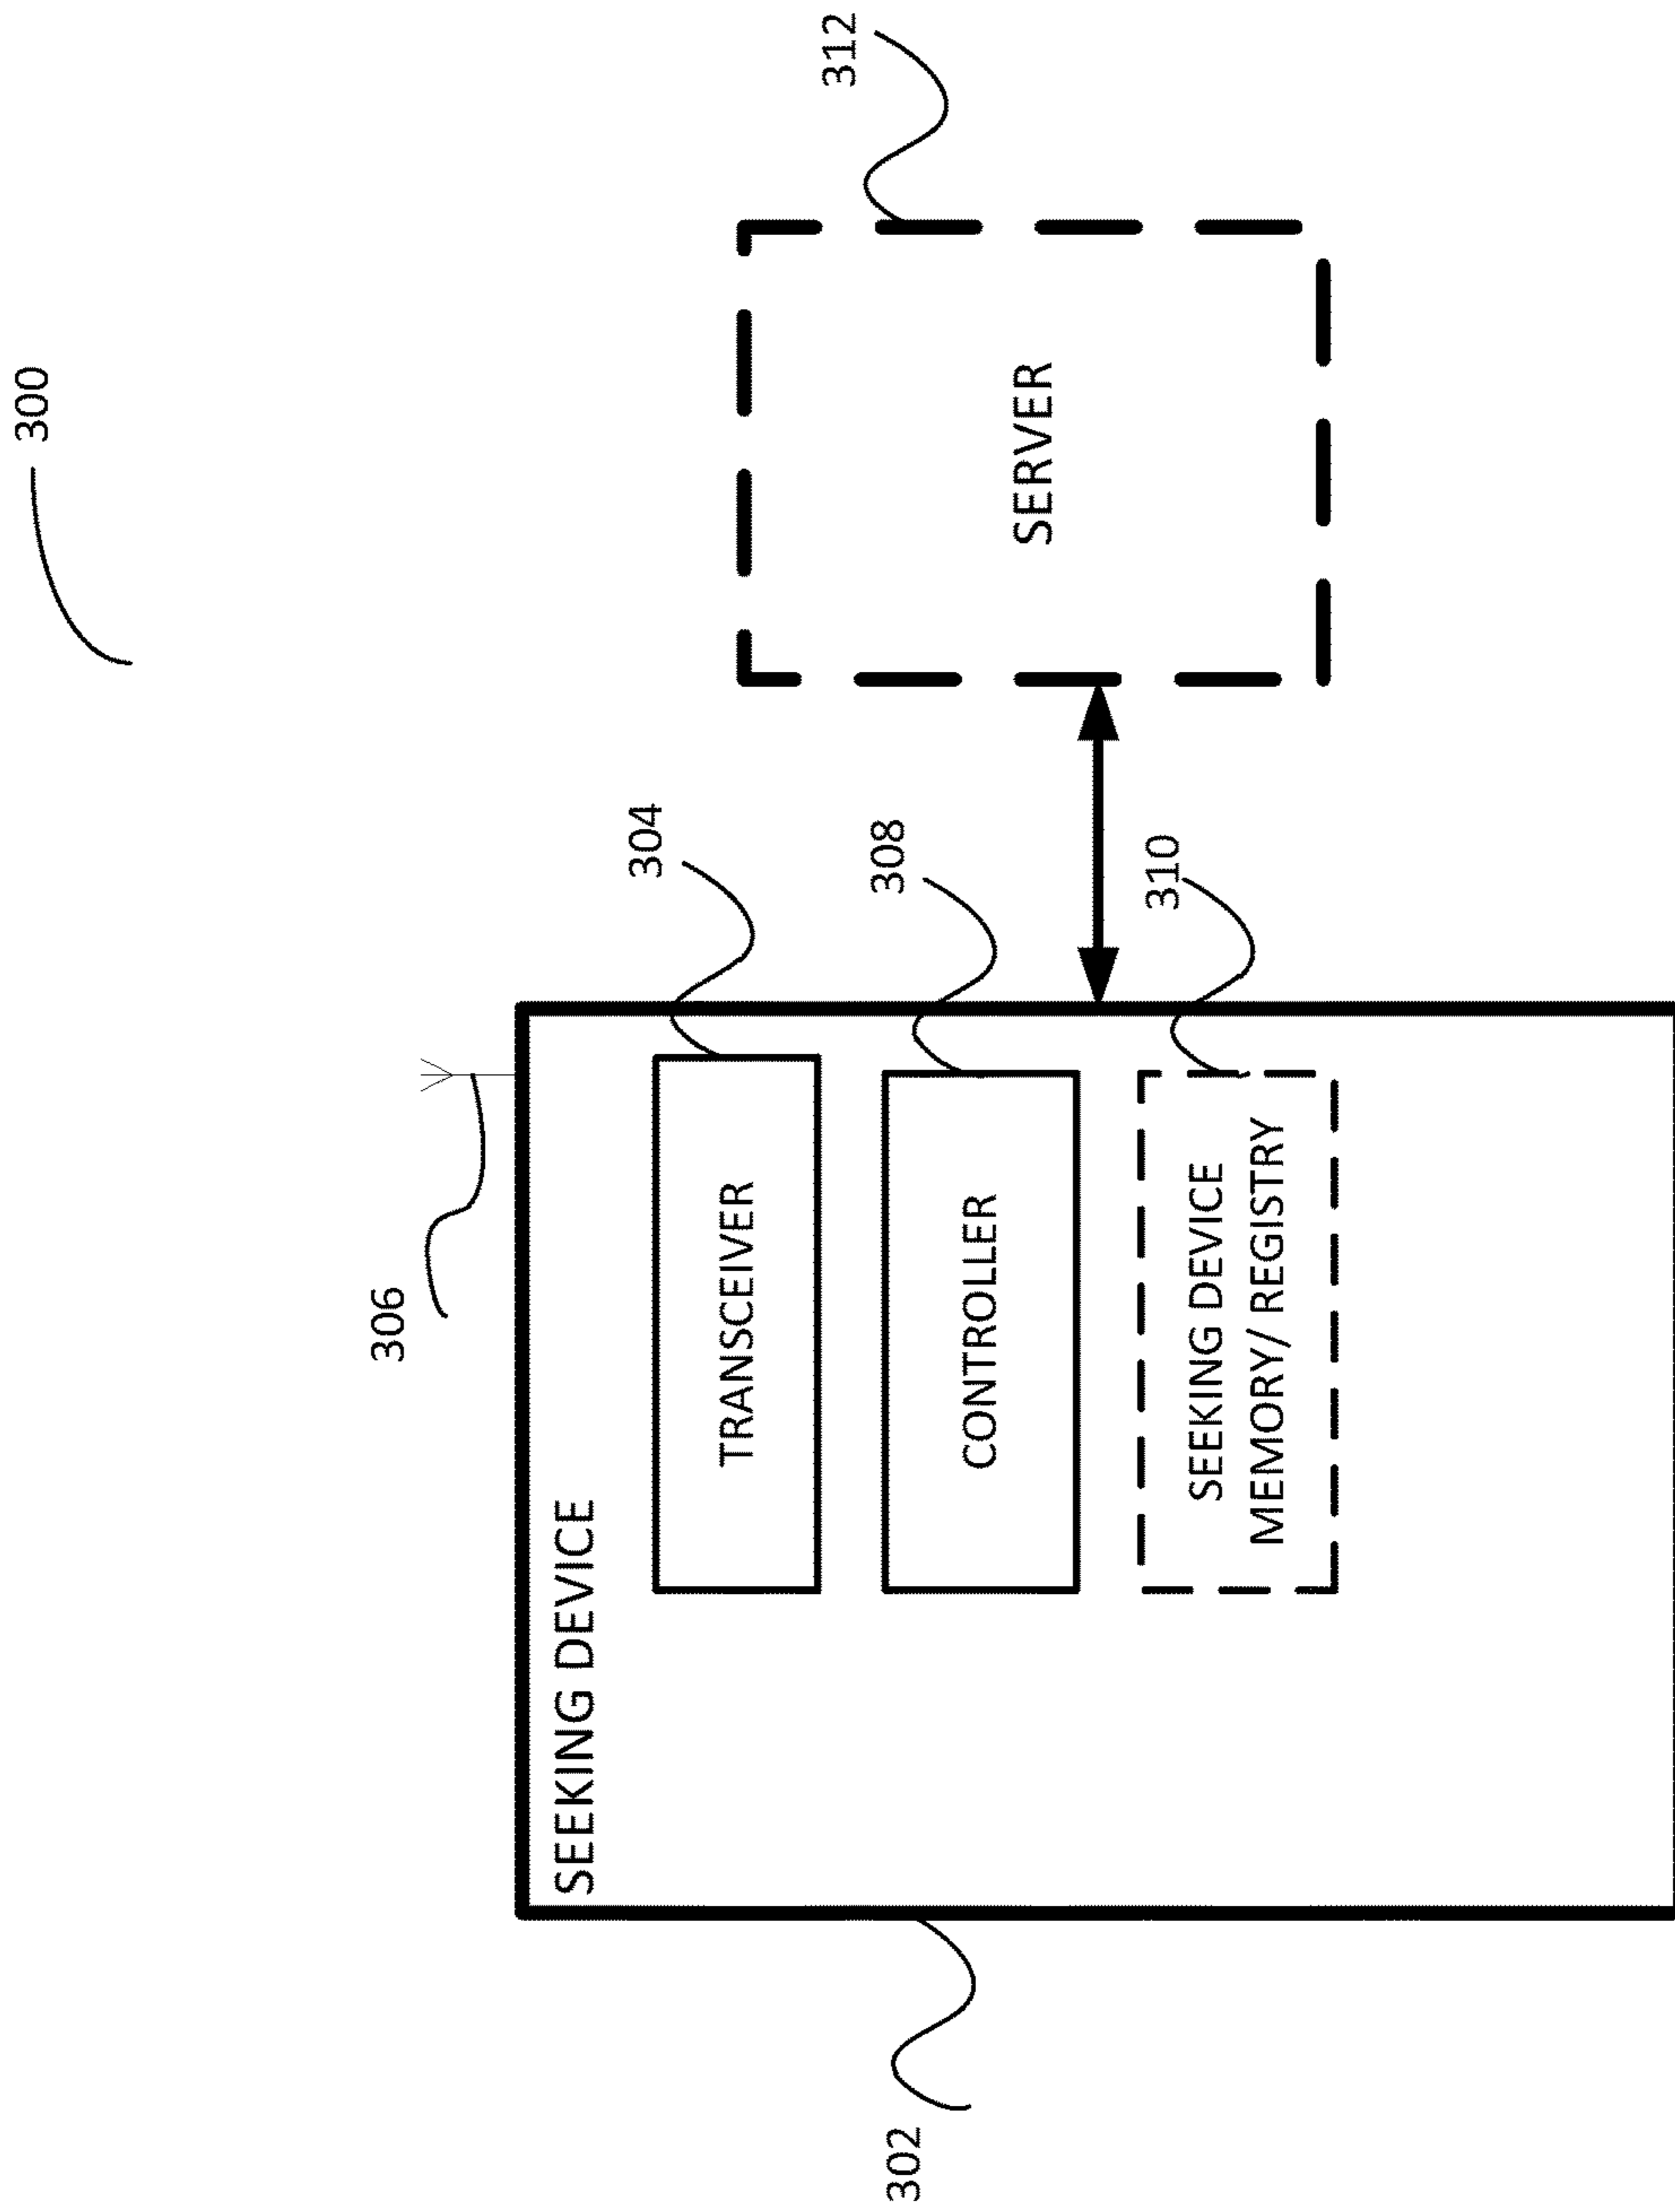 300
306
SEEKING DEVICE
304
TRANSCEIVER
312
302
308
CONTROLLER
SERVER
310
SEEKING DEVICE
MEMORY/ REGISTRY